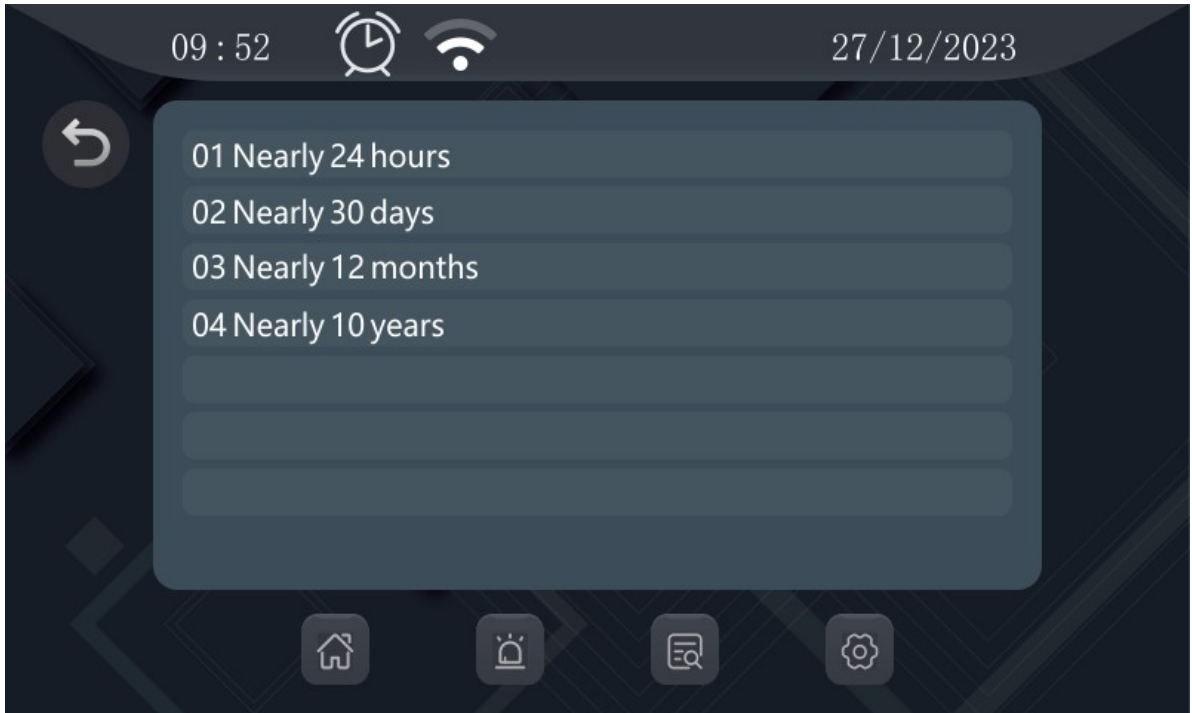 09 : 52
27/12/2023
01 Nearly 24 hours
02 Nearly 30 days
03 Nearly 12 months
04 Nearly 10 years